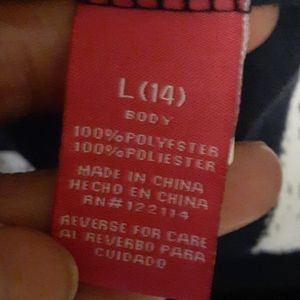 L (14)
BODY
100% POLYESTER
100% POLIESTER
MADE IN CHINA
HECHO EN CHINA
RN# 122114
REVERSE FOR CARE
AL REVERBO PARA
CUIDADO